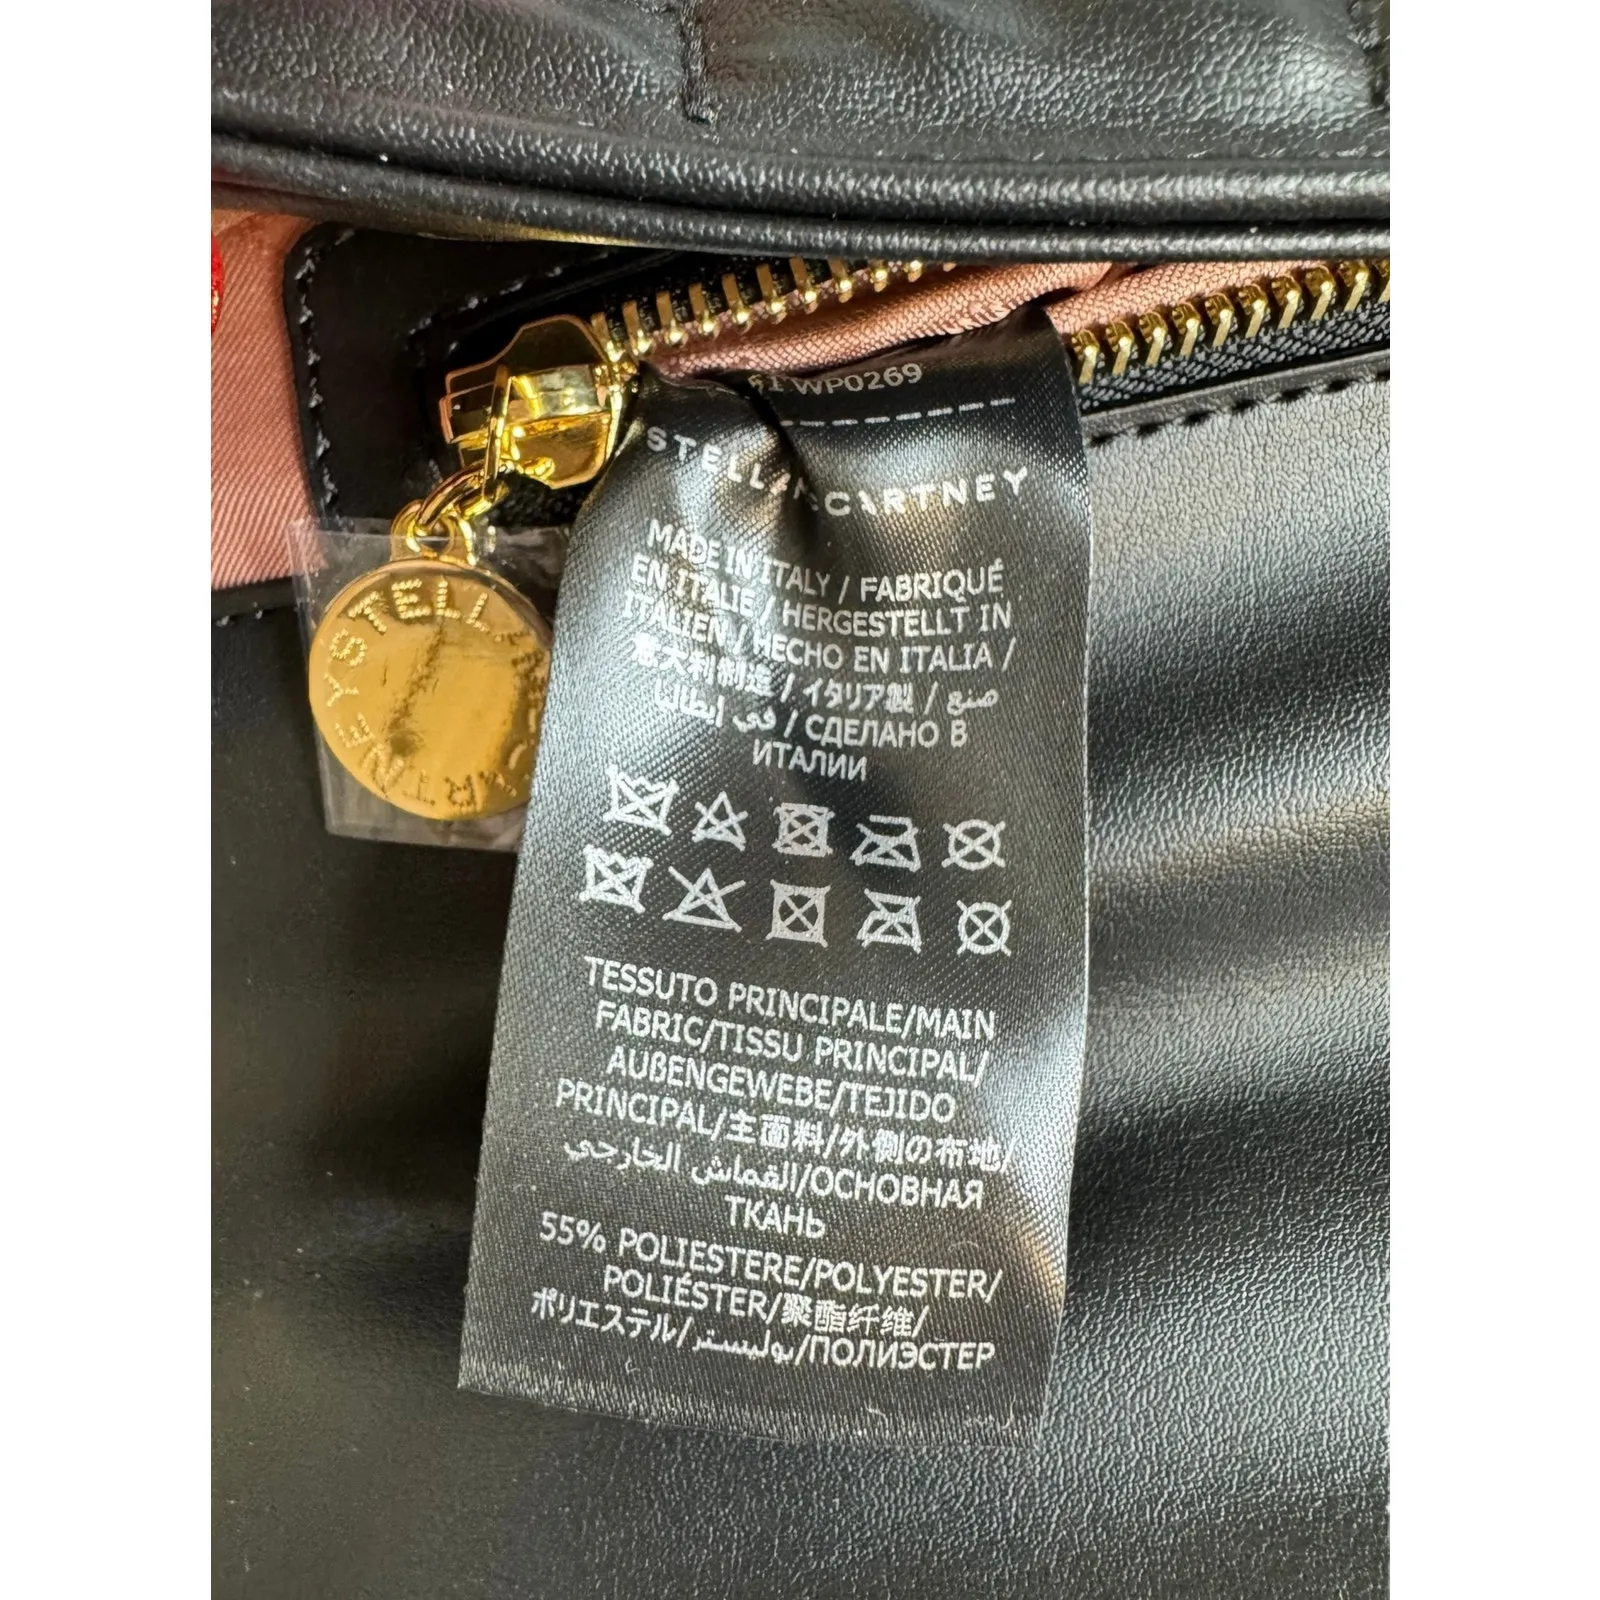 WP0269
STELLA McCARTNEY
MADE IN ITALY / FABRIQUÉ
EN ITALIE / HERGESTELLT IN
ITALIEN / HECHO EN ITALIA /
意大利制造 / イタリア製 / صنع
في إيطاليا / СДЕЛАНО В
ИТАЛИИ
TESSUTO PRINCIPALE/MAIN
FABRIC/TISSU PRINCIPAL/
AUßENGEWEBE/TEJIDO
PRINCIPAL/主面料/外側の布地/
القماش الخارجي/ОСНОВНАЯ
ТКАНЬ
55% POLIESTERE/POLYESTER/
POLIÉSTER/聚酯纤维/
ポリエステル/بوليستر/ПОЛИЭСТЕР
STELLA McCARTNEY